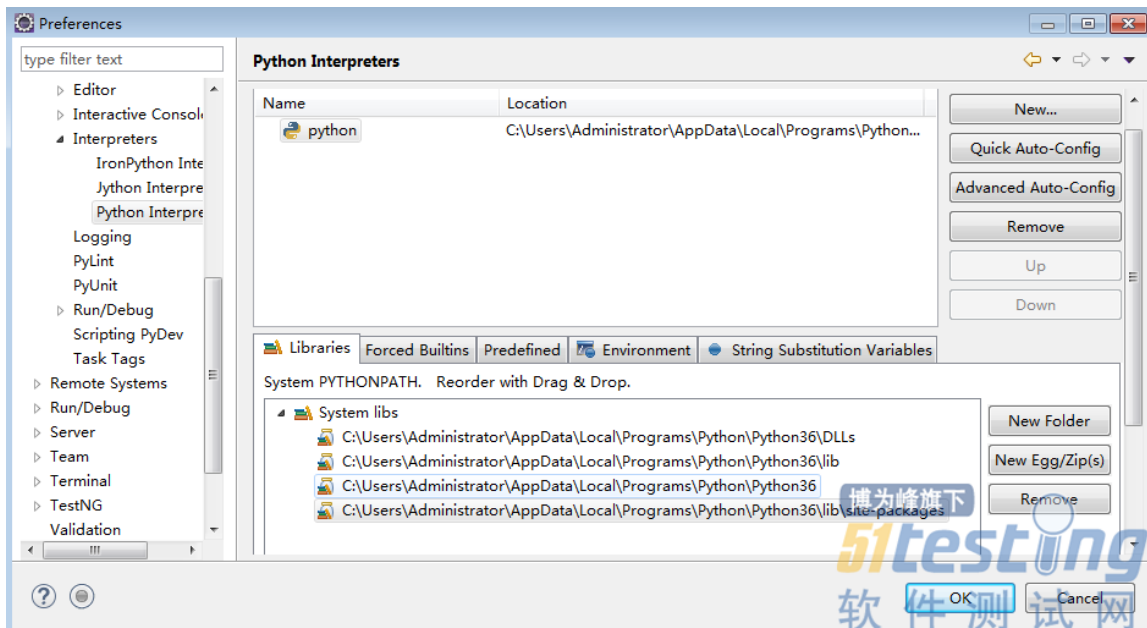 Preferences
type filter text
Python Interpreters
Editor
Interactive Consol
Interpreters
IronPython Inte
Jython Interpre
Python Interpre
Logging
PyLint
PyUnit
Run/Debug
Scripting PyDev
Task Tags
Remote Systems
Run/Debug
Server
Team
Terminal
TestNG
Validation
Name Location
python C:\Users\Administrator\AppData\Local\Programs\Python...
New...
Quick Auto-Config
Advanced Auto-Config
Remove
Up
Down
Libraries Forced Builtins Predefined Environment String Substitution Variables
System PYTHONPATH. Reorder with Drag & Drop.
System libs
C:\Users\Administrator\AppData\Local\Programs\Python\Python36\DLLs
C:\Users\Administrator\AppData\Local\Programs\Python\Python36\lib
C:\Users\Administrator\AppData\Local\Programs\Python\Python36
C:\Users\Administrator\AppData\Local\Programs\Python\Python36\lib\site-packages
New Folder
New Egg/Zip(s)
Remove
博为峰旗下
51testing
软件测试网
OK
Cancel